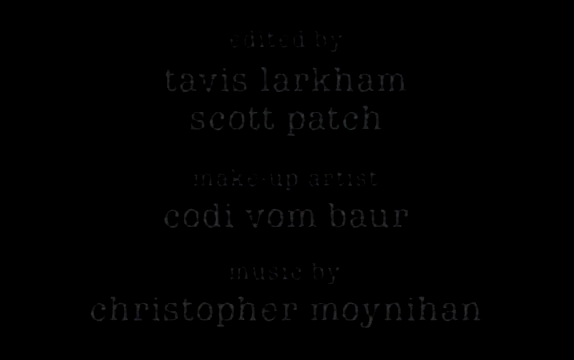 edited by
tavis larkham
scott patch
make-up artist
codi vom baur
music by
christopher moynihan